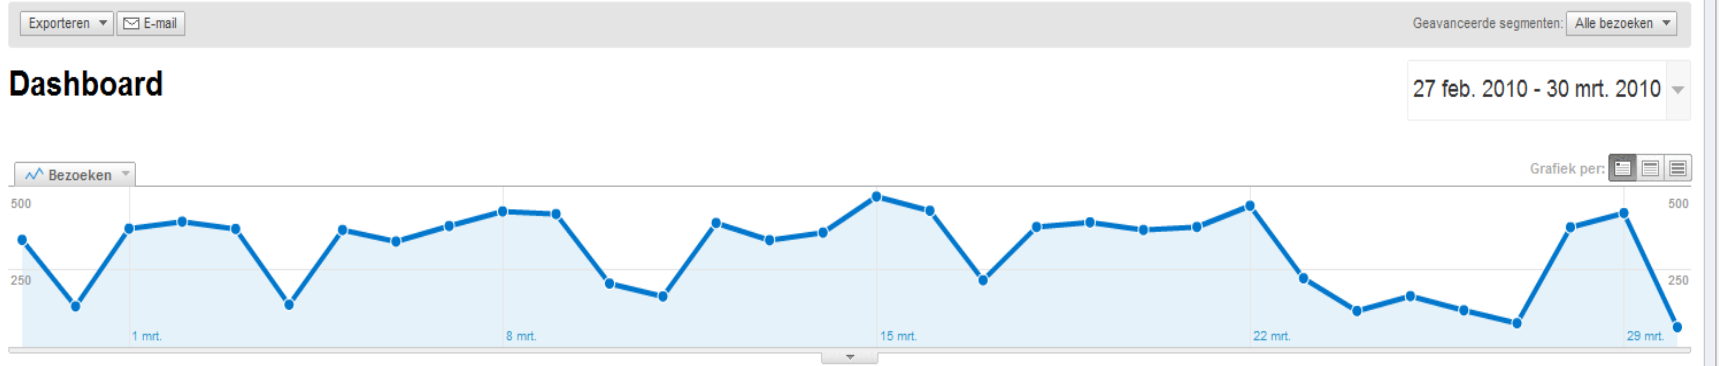 Exporteren E-mail Geavanceerde segmenten: Alle bezoeken
Dashboard
27 feb. 2010 - 30 mrt. 2010
Bezoeken Grafiek per:
500 500
250 250
1 mrt. 8 mrt. 15 mrt. 22 mrt. 29 mrt.